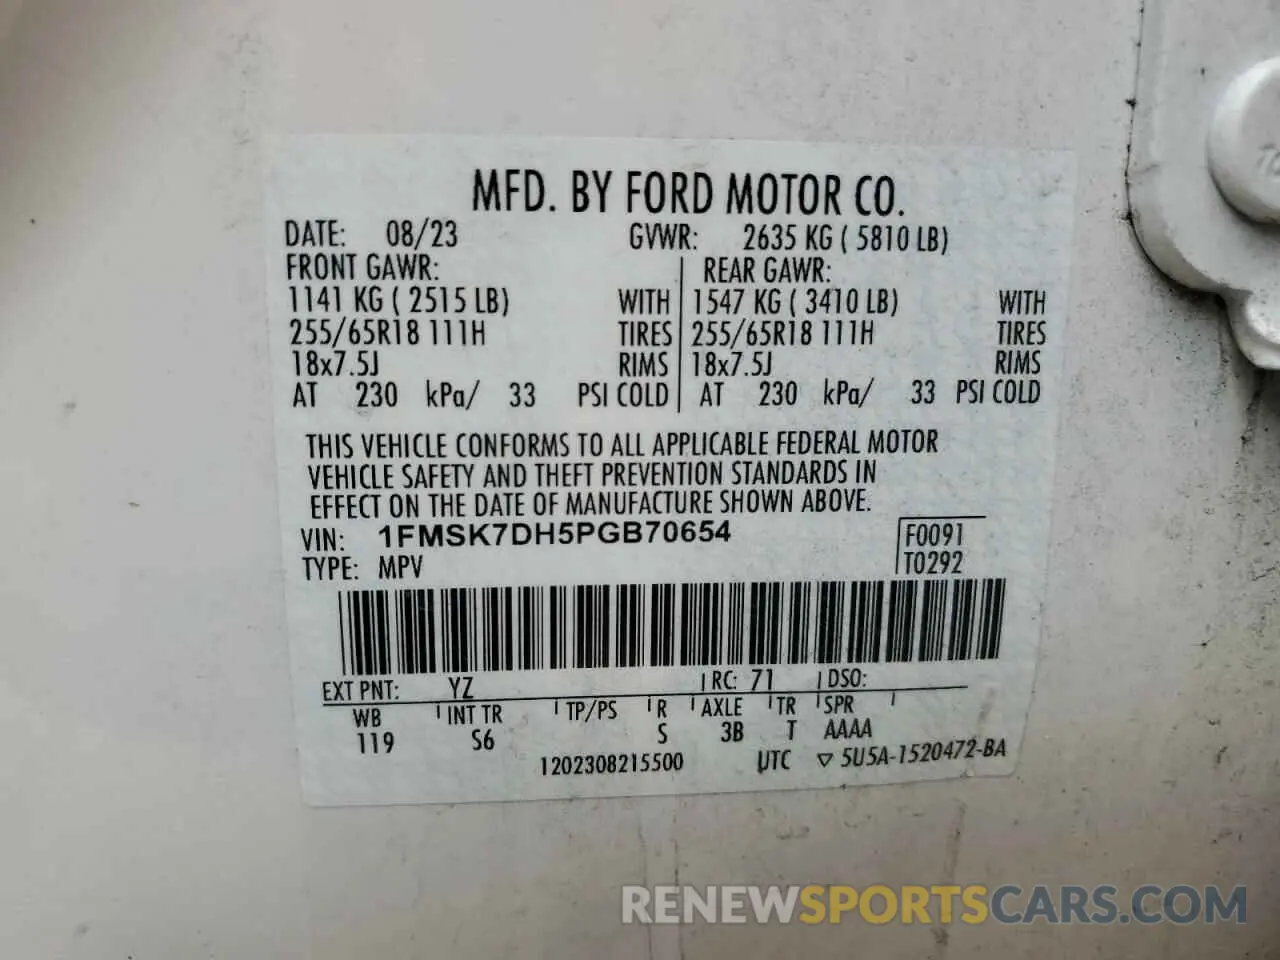 MFD. BY FORD MOTOR CO.
DATE: 08/23 GVWR: 2635 KG ( 5810 LB)
FRONT GAWR: REAR GAWR:
1141 KG ( 2515 LB) WITH 1547 KG ( 3410 LB) WITH
255/65R18 111H TIRES 255/65R18 111H TIRES
18x7.5J RIMS 18x7.5J RIMS
AT 230 kPa/ 33 PSI COLD AT 230 kPa/ 33 PSI COLD
THIS VEHICLE CONFORMS TO ALL APPLICABLE FEDERAL MOTOR
VEHICLE SAFETY AND THEFT PREVENTION STANDARDS IN
EFFECT ON THE DATE OF MANUFACTURE SHOWN ABOVE.
VIN: 1FMSK7DH5PGB70654 F0091
TYPE: MPV T0292
EXT PNT: YZ RC: 71 DSO:
WB INT TR TP/PS R AXLE TR SPR
119 S6 S 3B T AAAA
1202308215500 UTC ▽ 5U5A-1520472-BA
RENEWSPORTSCARS.COM